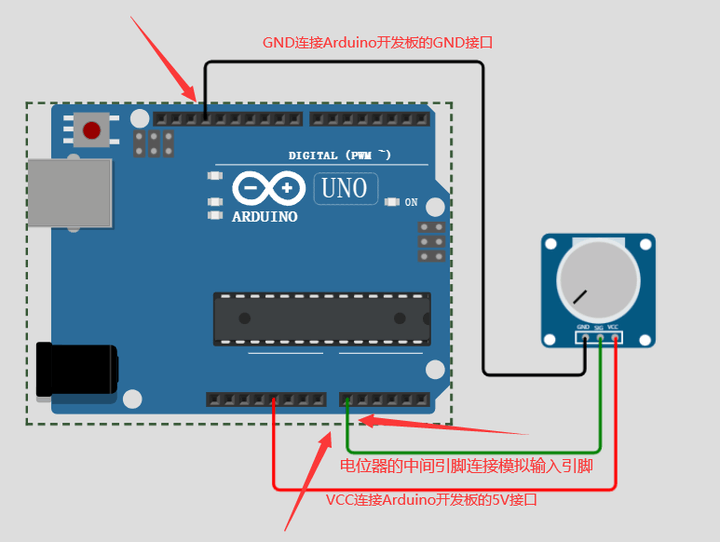 GND连接Arduino开发板的GND接口
DIGITAL (PWM ~)
UNO
ON
ARDUINO
GND SIG VCC
电位器的中间引脚连接模拟输入引脚
VCC连接Arduino开发板的5V接口